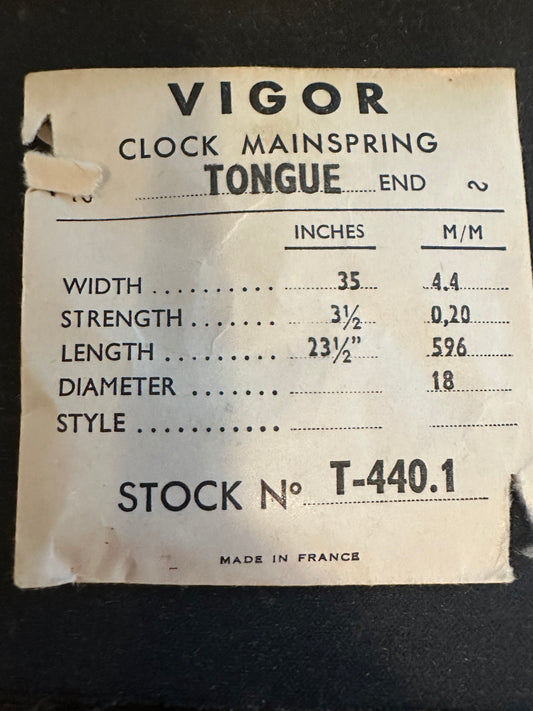 VIGOR
CLOCK MAINSPRING
~ TONGUE END ~
INCHES M/M
WIDTH .......... 35 4.4
STRENGTH ....... 3½ 0,20
LENGTH ......... 23½" 596
DIAMETER ....... 18
STYLE ...........
STOCK Nº T-440.1
MADE IN FRANCE